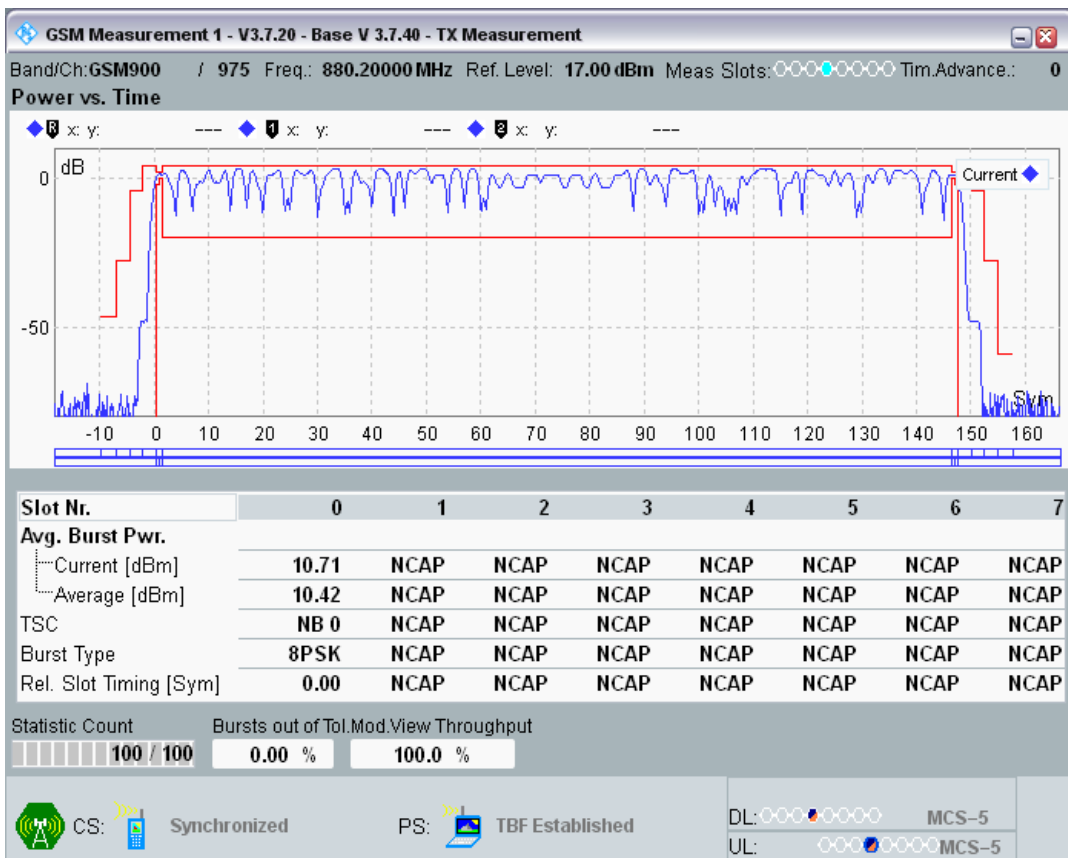 GSM Measurement 1 - V3.7.20 - Base V 3.7.40 - TX Measurement
Band/Ch:GSM900 / 975 Freq.: 880.20000 MHz Ref. Level: 17.00 dBm Meas Slots: Tim.Advance.: 0
Power vs. Time
R x: y: --- 1 x: y: --- 2 x: y: ---
dB
0
Current
-50
Sym
-10 0 10 20 30 40 50 60 70 80 90 100 110 120 130 140 150 160
Slot Nr. 0 1 2 3 4 5 6 7
Avg. Burst Pwr.
Current [dBm] 10.71 NCAP NCAP NCAP NCAP NCAP NCAP NCAP
Average [dBm] 10.42 NCAP NCAP NCAP NCAP NCAP NCAP NCAP
TSC NB 0 NCAP NCAP NCAP NCAP NCAP NCAP NCAP
Burst Type 8PSK NCAP NCAP NCAP NCAP NCAP NCAP NCAP
Rel. Slot Timing [Sym] 0.00 NCAP NCAP NCAP NCAP NCAP NCAP NCAP
Statistic Count Bursts out of Tol. Mod.View Throughput
100 / 100 0.00 % 100.0 %
CS: Synchronized PS: TBF Established
DL: MCS-5
UL: MCS-5